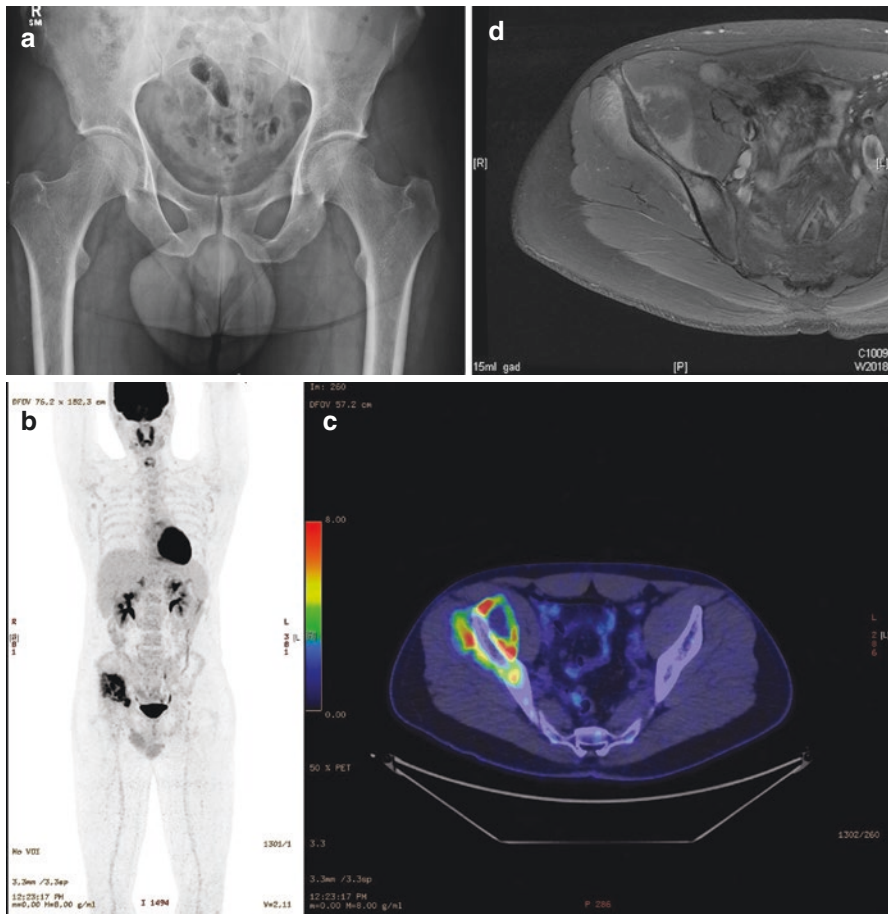 R
SM
a
d
[R]
[L]
15ml gad
[P]
C1009
W2018
b
DFOV 76.2 x 182.3 cm
R
L
No VOI
3.3mm /3.3sp
12:23:17 PM
m=0.00 M=8.00 g/ml
I 1494
1301/1
V=2.11
c
Im: 260
DFOV 57.2 cm
8.00
0.00
50 % PET
3.3
3.3mm /3.3sp
12:23:17 PM
m=0.00 M=8.00 g/ml
P 286
L
1302/260